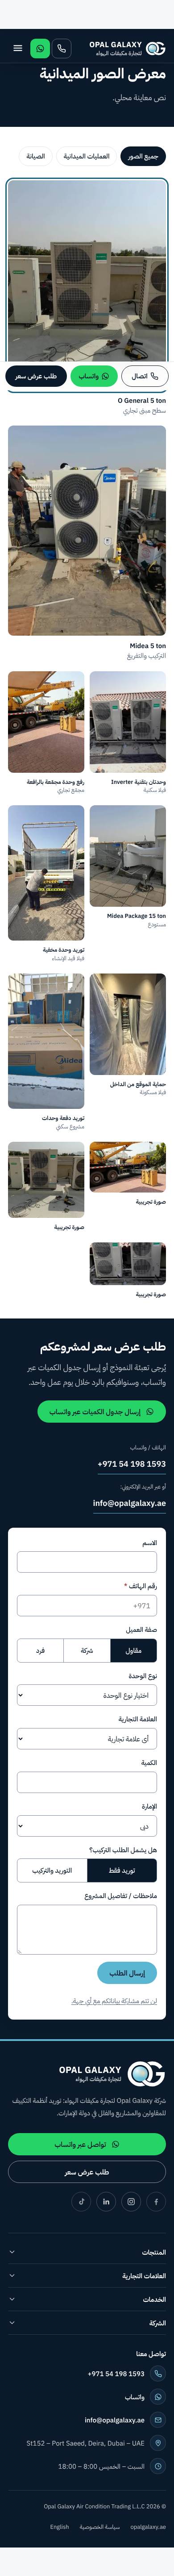 OPAL GALAXY
لتجارة مكيفات الهواء
معرض الصور الميدانية
نص معاينة محلي.
جميع الصور
العمليات الميدانية
الصيانة
اتصال
واتساب
طلب عرض سعر
O General 5 ton
سطح مبنى تجاري
Midea
Midea 5 ton
التركيب والتفريغ
وحدتان بتقنية Inverter
فيلا سكنية
رفع وحدة مجمّعة بالرافعة
مجمّع تجاري
Midea Package 15 ton
مستودع
توريد وحدة مخفية
فيلا قيد الإنشاء
حماية الموقع من الداخل
فيلا مسكونة
Midea
توريد دفعة وحدات
مشروع سكني
صورة تجريبية
صورة تجريبية
صورة تجريبية
طلب عرض سعر لمشروعكم
يُرجى تعبئة النموذج أو إرسال جدول الكميات عبر
واتساب، وسنوافيكم بالرد خلال يوم عمل واحد.
إرسال جدول الكميات عبر واتساب
الهاتف / واتساب
+971 54 198 1593
أو عبر البريد الإلكتروني:
info@opalgalaxy.ae
الاسم
رقم الهاتف *
+971
صفة العميل
مقاول
شركة
فرد
نوع الوحدة
اختيار نوع الوحدة
العلامة التجارية
أي علامة تجارية
الكمية
الإمارة
دبي
هل يشمل الطلب التركيب؟
توريد فقط
التوريد والتركيب
ملاحظات / تفاصيل المشروع
إرسال الطلب
لن تتم مشاركة بياناتكم مع أي جهة.
OPAL GALAXY
لتجارة مكيفات الهواء
شركة Opal Galaxy لتجارة مكيفات الهواء: توريد أنظمة التكييف
للمقاولين والمشاريع والفلل في دولة الإمارات.
تواصل عبر واتساب
طلب عرض سعر
المنتجات
العلامات التجارية
الخدمات
الشركة
تواصل معنا
+971 54 198 1593
واتساب
info@opalgalaxy.ae
St152 – Port Saeed, Deira, Dubai – UAE
السبت – الخميس 8:00 – 18:00
© 2026 Opal Galaxy Air Condition Trading L.L.C
opalgalaxy.ae
سياسة الخصوصية
English